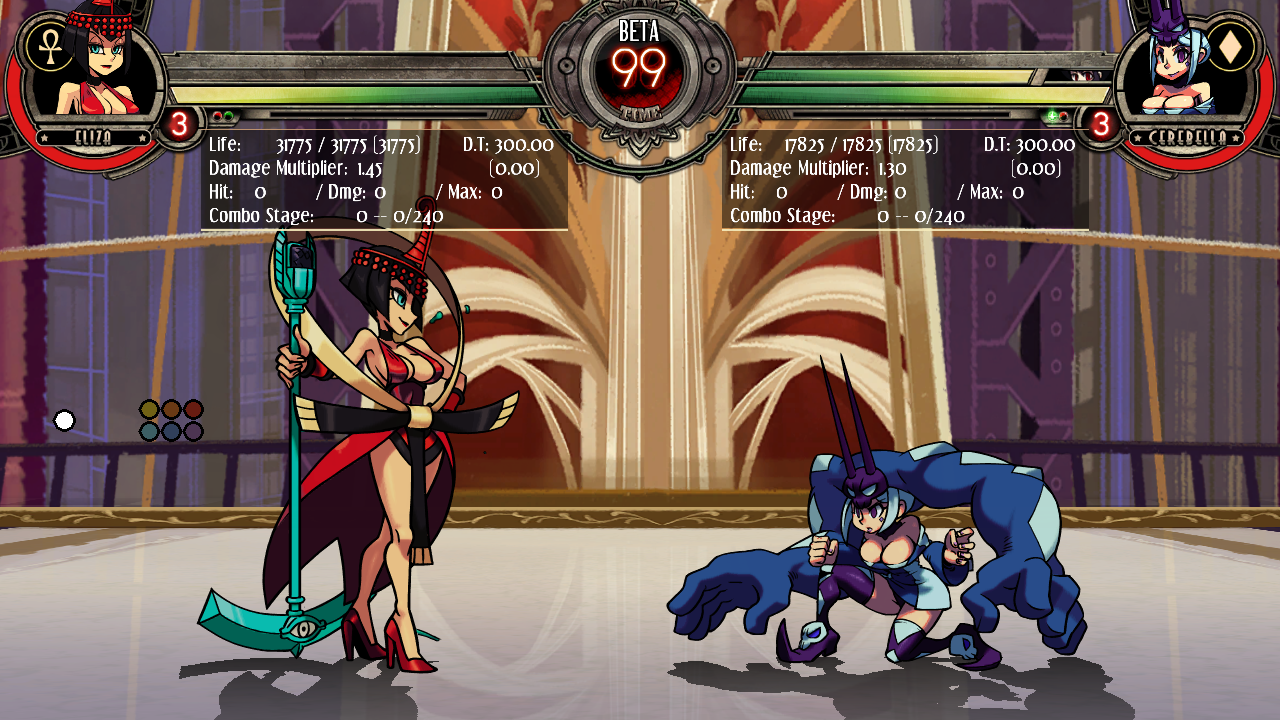 BETA
99
TIME
ELIZA
3
CEREBELLA
3
Life: 31775 / 31775 (31775) D.T: 300.00
Damage Multiplier: 1.45 (0.00)
Hit: 0 / Dmg: 0 / Max: 0
Combo Stage: 0 -- 0/240
Life: 17825 / 17825 (17825) D.T: 300.00
Damage Multiplier: 1.30 (0.00)
Hit: 0 / Dmg: 0 / Max: 0
Combo Stage: 0 -- 0/240